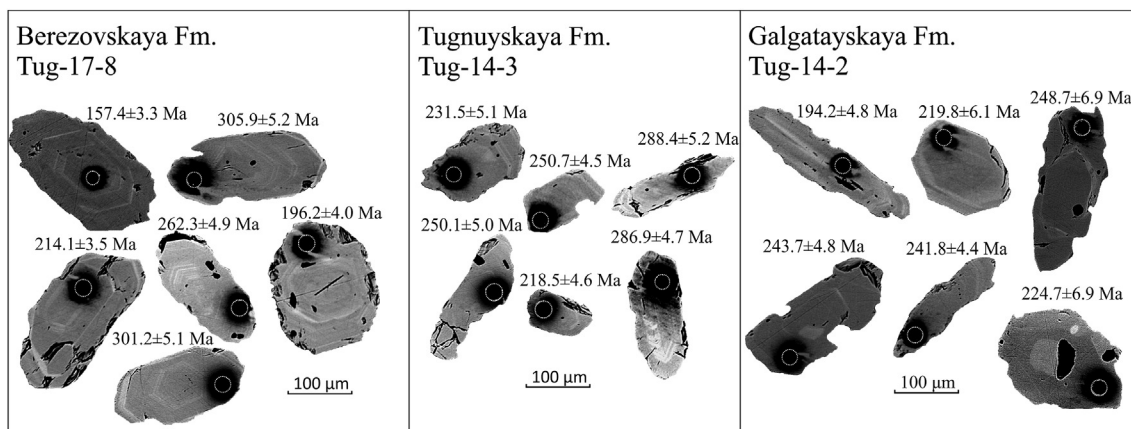 Berezovskaya Fm.
Tug-17-8
157.4±3.3 Ma
305.9±5.2 Ma
262.3±4.9 Ma
196.2±4.0 Ma
214.1±3.5 Ma
301.2±5.1 Ma
100 µm
Tugnuyskaya Fm.
Tug-14-3
231.5±5.1 Ma
288.4±5.2 Ma
250.7±4.5 Ma
250.1±5.0 Ma
286.9±4.7 Ma
218.5±4.6 Ma
100 µm
Galgatayskaya Fm.
Tug-14-2
248.7±6.9 Ma
194.2±4.8 Ma
219.8±6.1 Ma
243.7±4.8 Ma
241.8±4.4 Ma
224.7±6.9 Ma
100 µm